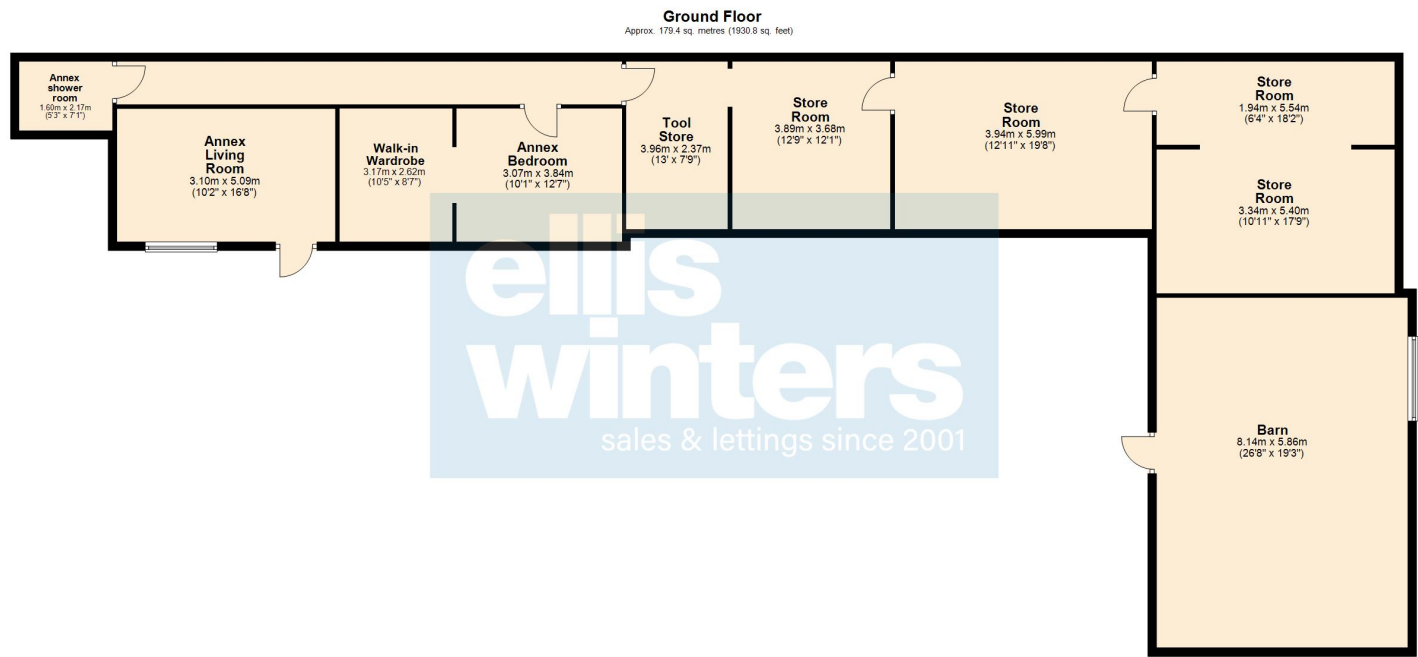 Ground Floor
Approx. 179.4 sq. metres (1930.8 sq. feet)
Annex
shower
room
1.60m x 2.17m
(5'3" x 7'1")
Annex
Living
Room
3.10m x 5.09m
(10'2" x 16'8")
Walk-in
Wardrobe
3.17m x 2.62m
(10'5" x 8'7")
Annex
Bedroom
3.07m x 3.84m
(10'1" x 12'7")
Tool
Store
3.96m x 2.37m
(13' x 7'9")
Store
Room
3.89m x 3.68m
(12'9" x 12'1")
Store
Room
3.94m x 5.99m
(12'11" x 19'8")
Store
Room
1.94m x 5.54m
(6'4" x 18'2")
Store
Room
3.34m x 5.40m
(10'11" x 17'9")
Barn
8.14m x 5.86m
(26'8" x 19'3")
ellis
winters
sales & lettings since 2001